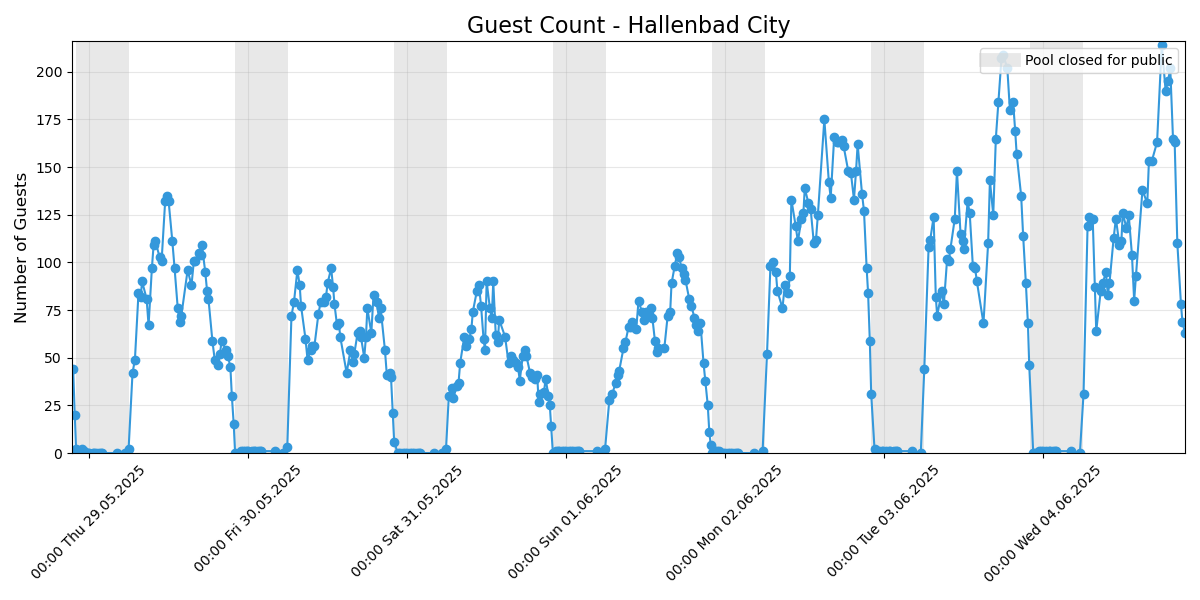 Guest Count - Hallenbad City
Pool closed for public
Number of Guests
200
175
150
125
100
75
50
25
0
00:00 Thu 29.05.2025
00:00 Fri 30.05.2025
00:00 Sat 31.05.2025
00:00 Sun 01.06.2025
00:00 Mon 02.06.2025
00:00 Tue 03.06.2025
00:00 Wed 04.06.2025